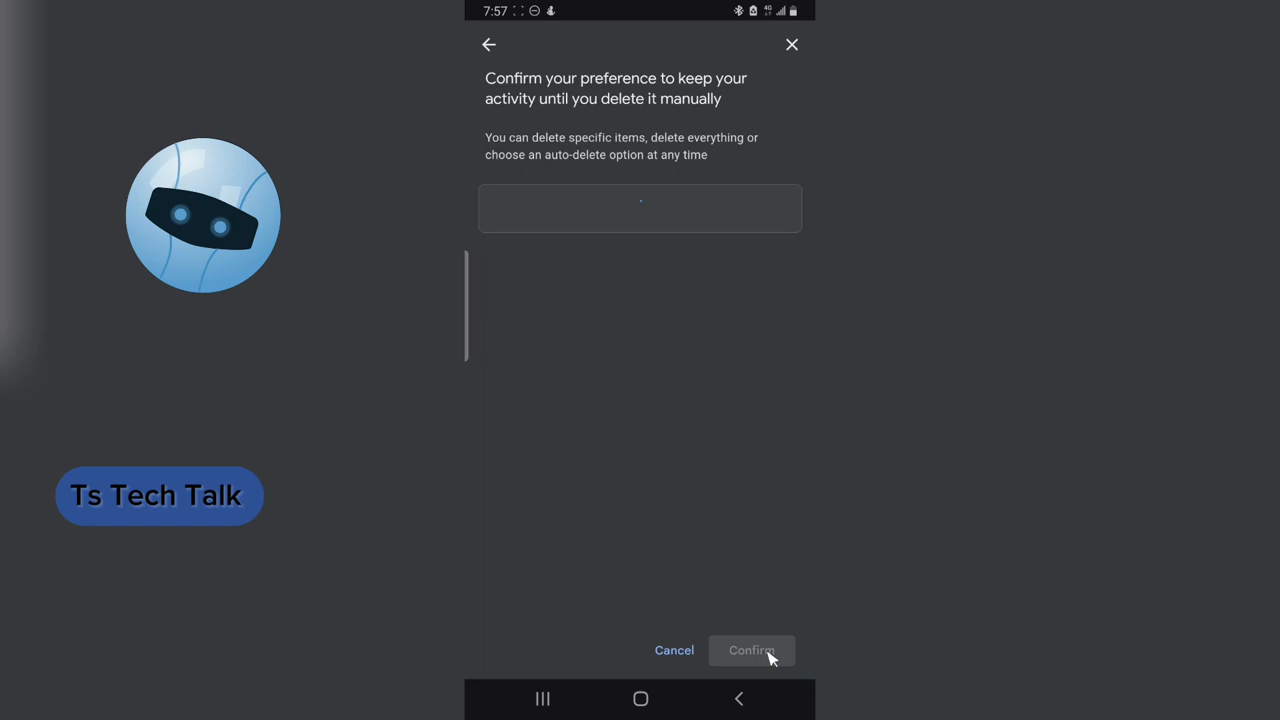 7:57
4G
Confirm your preference to keep your
activity until you delete it manually
You can delete specific items, delete everything or
choose an auto-delete option at any time
Ts Tech Talk
Cancel
Confirm